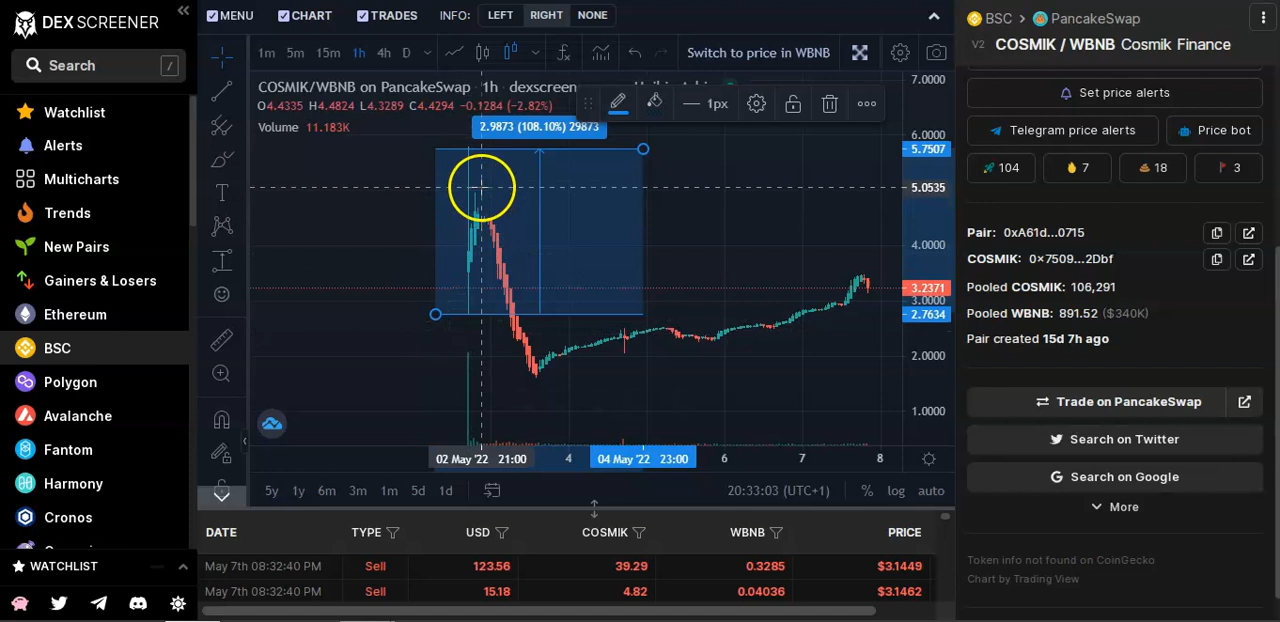 DEX SCREENER
Search /
Watchlist
Alerts
Multicharts
Trends
New Pairs
Gainers & Losers
Ethereum
BSC
Polygon
Avalanche
Fantom
Harmony
Cronos
WATCHLIST
MENU CHART TRADES INFO: LEFT RIGHT NONE
1m 5m 15m 1h 4h D Switch to price in WBNB
COSMIK/WBNB on PancakeSwap · 1h · dexscreen
O4.4335 H4.4824 L4.3289 C4.4294 -0.1284 (-2.82%)
Volume 11.183K
1px
2.9873 (108.10%) 29873
7.0000
6.0000
5.7507
5.0535
4.0000
3.2371
3.0000
2.7634
2.0000
1.0000
02 May '22 21:00 4 04 May '22 23:00 6 7 8
5y 1y 6m 3m 1m 5d 1d 20:33:03 (UTC+1) % log auto
DATE TYPE USD COSMIK WBNB PRICE
May 7th 08:32:40 PM Sell 123.56 39.29 0.3285 $3.1449
May 7th 08:32:40 PM Sell 15.18 4.82 0.04036 $3.1462
BSC > PancakeSwap
V2 COSMIK / WBNB Cosmik Finance
Set price alerts
Telegram price alerts Price bot
104 7 18 3
Pair: 0xA61d...0715
COSMIK: 0x7509...2Dbf
Pooled COSMIK: 106,291
Pooled WBNB: 891.52 ($340K)
Pair created 15d 7h ago
Trade on PancakeSwap
Search on Twitter
Search on Google
More
Token info not found on CoinGecko
Chart by Trading View